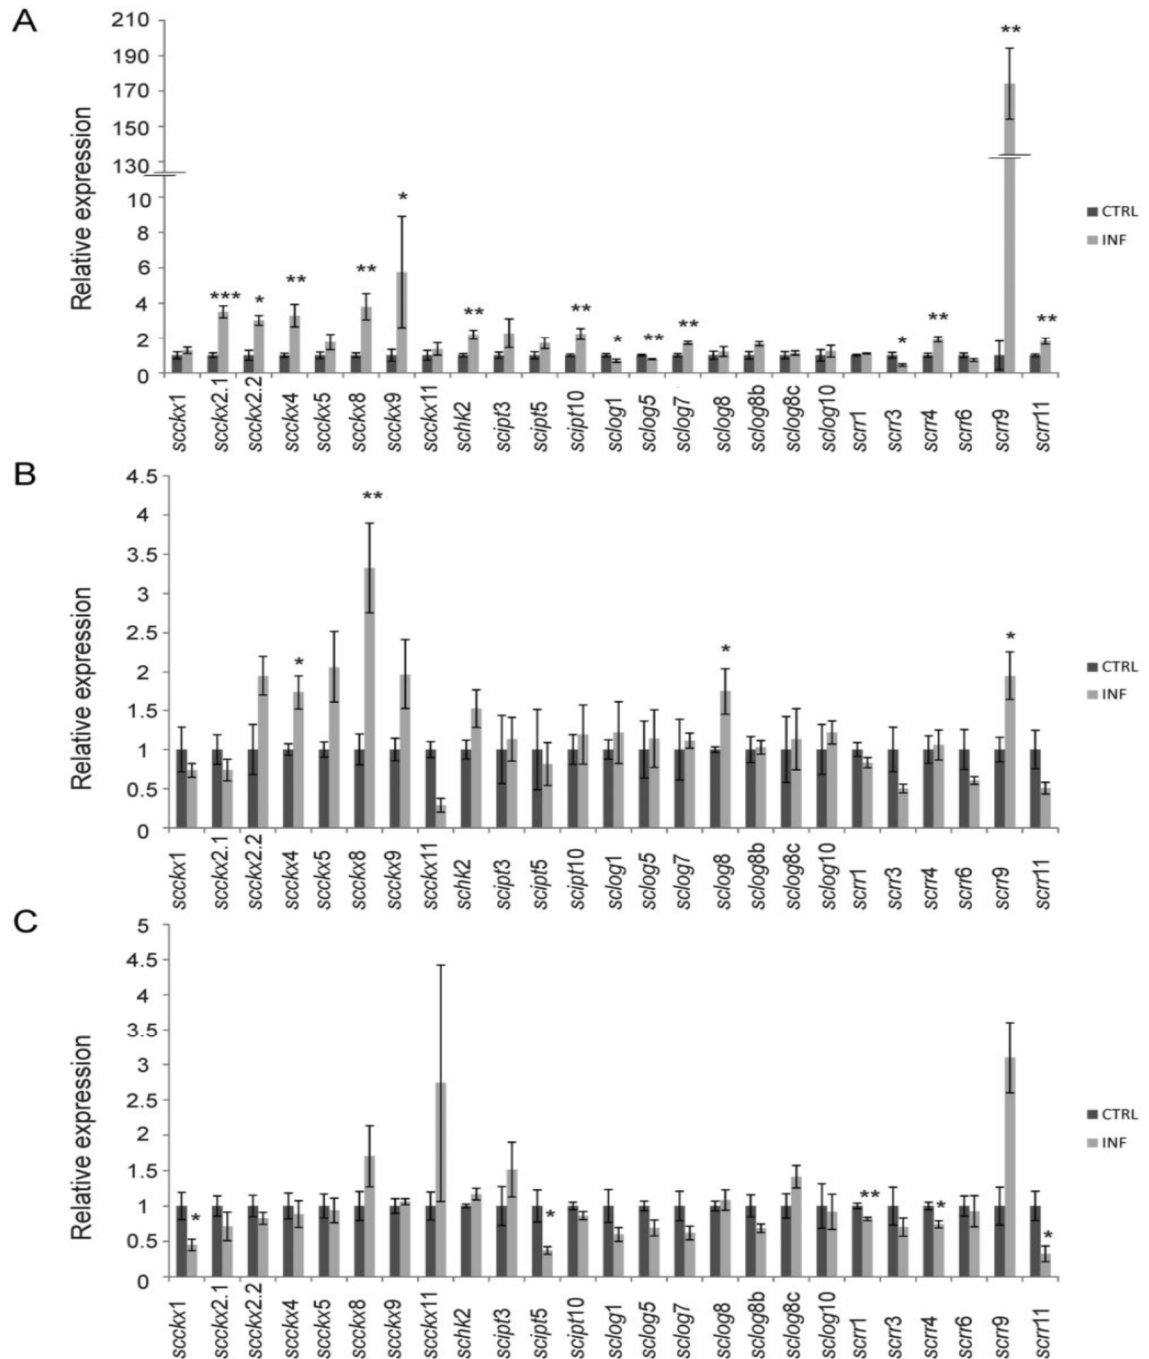 A
Relative expression
210
190
170
150
130
10
8
6
4
2
0
*** * ** ** * ** ** * ** ** * ** ** **
CTRL
INF
scckx1 scckx2.1 scckx2.2 scckx4 scckx5 scckx8 scckx9 scckx11 schk2 scipt3 scipt5 scipt10 sclog1 sclog5 sclog7 sclog8 sclog8b sclog8c sclog10 scrr1 scrr3 scrr4 scrr6 scrr9 scrr11
B
Relative expression
4.5
4
3.5
3
2.5
2
1.5
1
0.5
0
* ** * *
CTRL
INF
scckx1 scckx2.1 scckx2.2 scckx4 scckx5 scckx8 scckx9 scckx11 schk2 scipt3 scipt5 scipt10 sclog1 sclog5 sclog7 sclog8 sclog8b sclog8c sclog10 scrr1 scrr3 scrr4 scrr6 scrr9 scrr11
C
Relative expression
5
4.5
4
3.5
3
2.5
2
1.5
1
0.5
0
* * ** * *
CTRL
INF
scckx1 scckx2.1 scckx2.2 scckx4 scckx5 scckx8 scckx9 scckx11 schk2 scipt3 scipt5 scipt10 sclog1 sclog5 sclog7 sclog8 sclog8b sclog8c sclog10 scrr1 scrr3 scrr4 scrr6 scrr9 scrr11